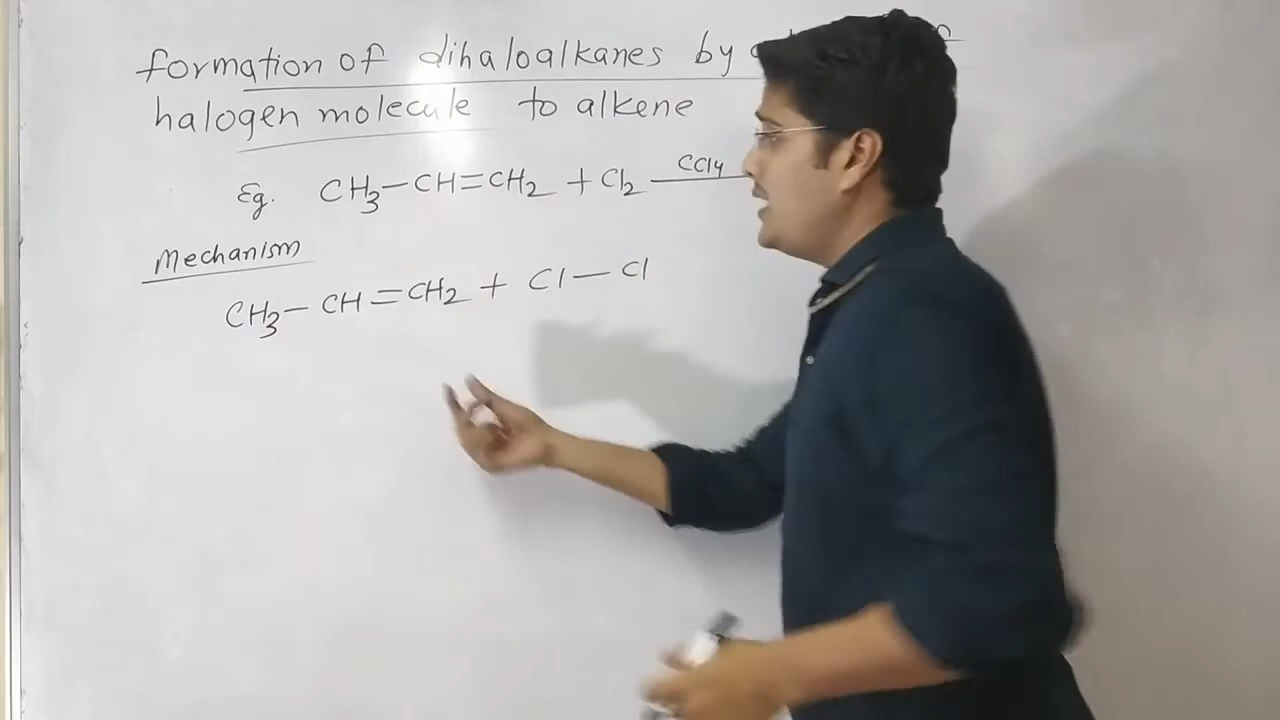 formation of dihaloalkanes by
halogen molecule to alkene
Eg. CH3-CH=CH2 + Cl2 CCl4
Mechanism
CH3-CH=CH2 + Cl-Cl